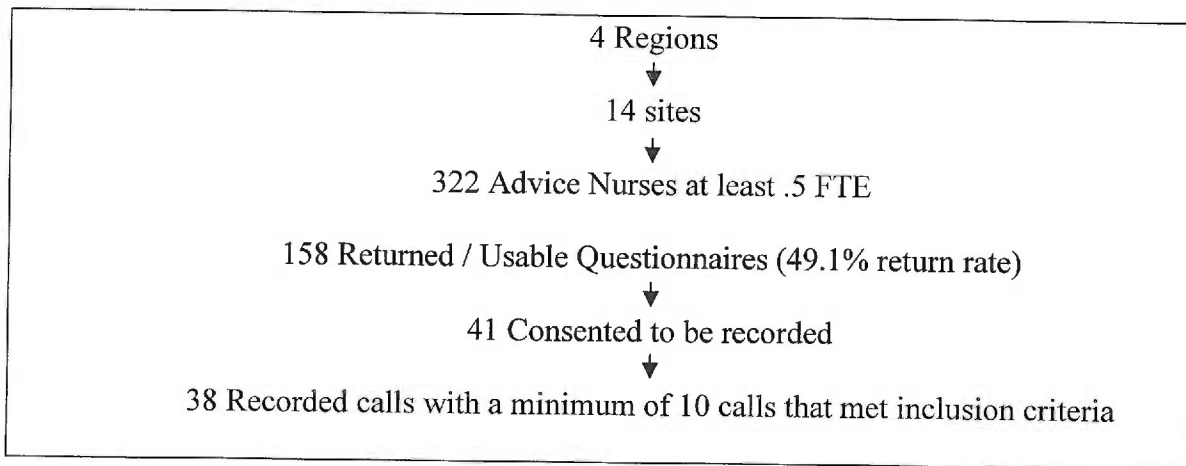 4 Regions
14 sites
322 Advice Nurses at least .5 FTE
158 Returned / Usable Questionnaires (49.1% return rate)
41 Consented to be recorded
38 Recorded calls with a minimum of 10 calls that met inclusion criteria